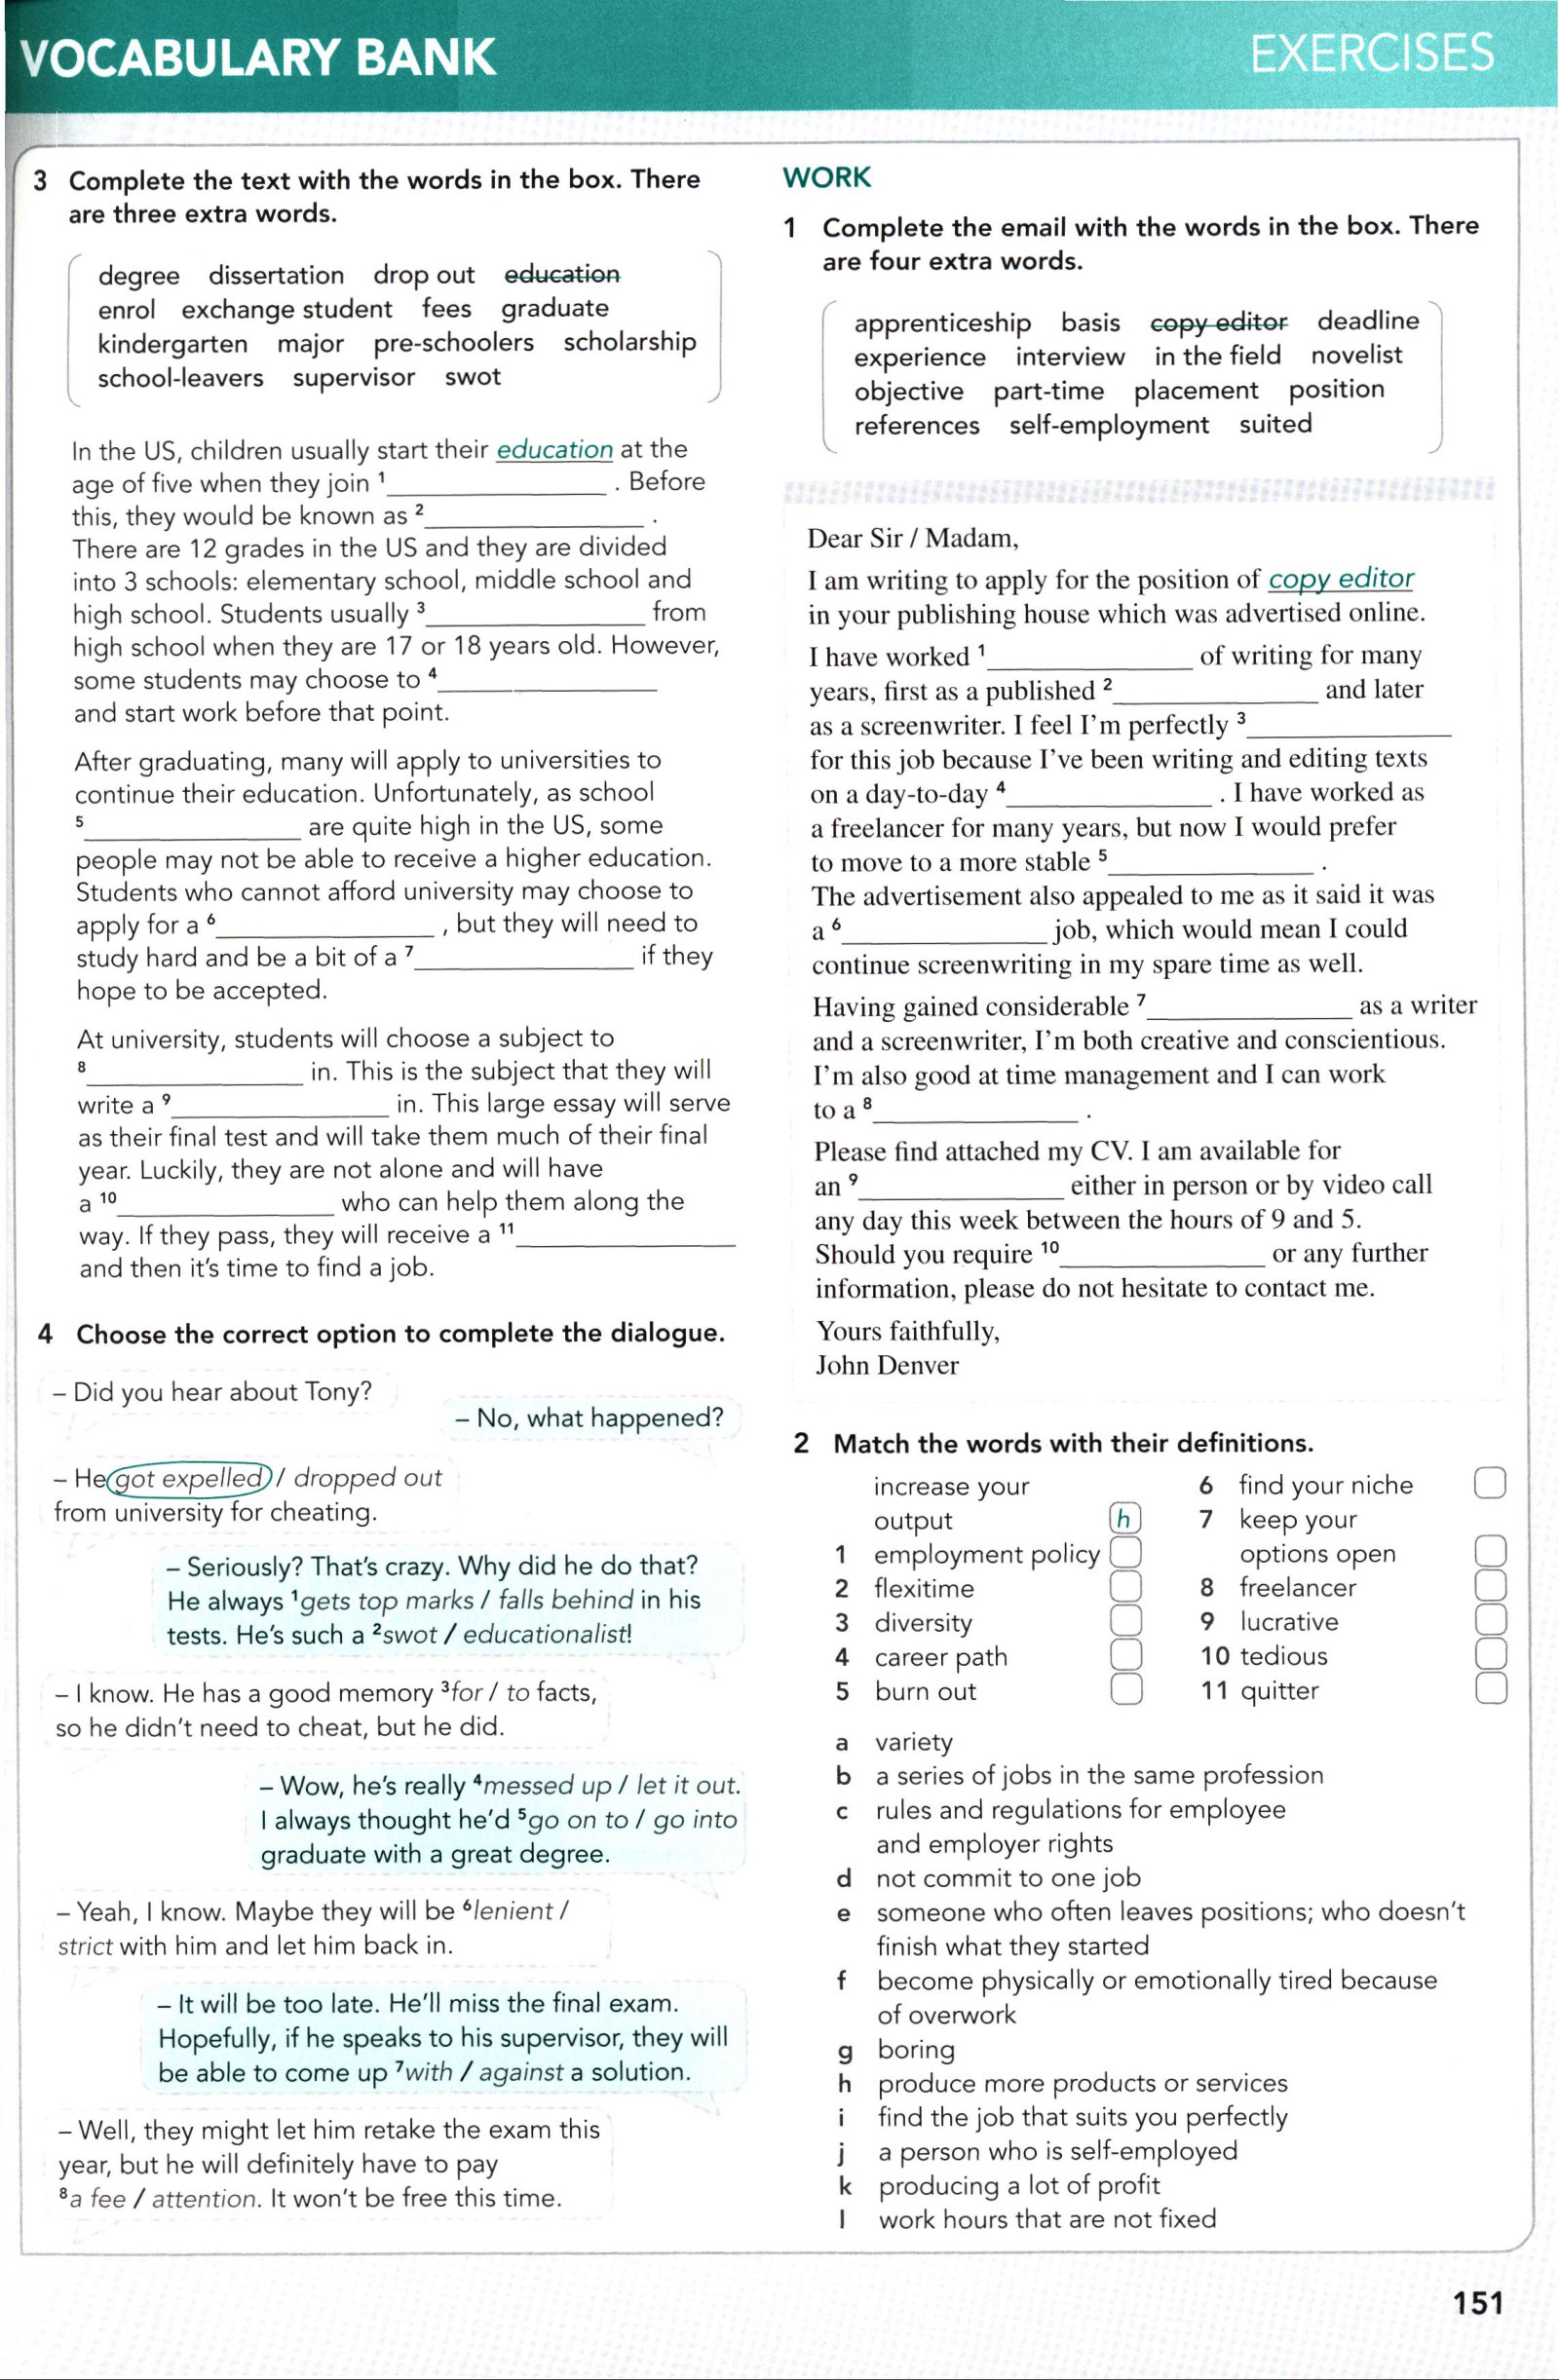 VOCABULARY BANK
EXERCISES
3 Complete the text with the words in the box. There
are three extra words.
degree dissertation drop out education
enrol exchange student fees graduate
kindergarten major pre-schoolers scholarship
school-leavers supervisor swot
In the US, children usually start their education at the
age of five when they join 1_______________ . Before
this, they would be known as 2_______________ .
There are 12 grades in the US and they are divided
into 3 schools: elementary school, middle school and
high school. Students usually 3_______________ from
high school when they are 17 or 18 years old. However,
some students may choose to 4_______________
and start work before that point.
After graduating, many will apply to universities to
continue their education. Unfortunately, as school
5_______________ are quite high in the US, some
people may not be able to receive a higher education.
Students who cannot afford university may choose to
apply for a 6_______________ , but they will need to
study hard and be a bit of a 7_______________ if they
hope to be accepted.
At university, students will choose a subject to
8_______________ in. This is the subject that they will
write a 9_______________ in. This large essay will serve
as their final test and will take them much of their final
year. Luckily, they are not alone and will have
a 10_______________ who can help them along the
way. If they pass, they will receive a 11_______________
and then it's time to find a job.
4 Choose the correct option to complete the dialogue.
– Did you hear about Tony?
– No, what happened?
– He got expelled / dropped out
from university for cheating.
– Seriously? That's crazy. Why did he do that?
He always 1gets top marks / falls behind in his
tests. He's such a 2swot / educationalist!
– I know. He has a good memory 3for / to facts,
so he didn't need to cheat, but he did.
– Wow, he's really 4messed up / let it out.
I always thought he'd 5go on to / go into
graduate with a great degree.
– Yeah, I know. Maybe they will be 6lenient /
strict with him and let him back in.
– It will be too late. He'll miss the final exam.
Hopefully, if he speaks to his supervisor, they will
be able to come up 7with / against a solution.
– Well, they might let him retake the exam this
year, but he will definitely have to pay
8a fee / attention. It won't be free this time.
WORK
1 Complete the email with the words in the box. There
are four extra words.
apprenticeship basis copy editor deadline
experience interview in the field novelist
objective part-time placement position
references self-employment suited
Dear Sir / Madam,
I am writing to apply for the position of copy editor
in your publishing house which was advertised online.
I have worked 1_______________ of writing for many
years, first as a published 2_______________ and later
as a screenwriter. I feel I'm perfectly 3_______________
for this job because I've been writing and editing texts
on a day-to-day 4_______________ . I have worked as
a freelancer for many years, but now I would prefer
to move to a more stable 5_______________ .
The advertisement also appealed to me as it said it was
a 6_______________ job, which would mean I could
continue screenwriting in my spare time as well.
Having gained considerable 7_______________ as a writer
and a screenwriter, I'm both creative and conscientious.
I'm also good at time management and I can work
to a 8_______________ .
Please find attached my CV. I am available for
an 9_______________ either in person or by video call
any day this week between the hours of 9 and 5.
Should you require 10_______________ or any further
information, please do not hesitate to contact me.
Yours faithfully,
John Denver
2 Match the words with their definitions.
increase your
output h
1 employment policy
2 flexitime
3 diversity
4 career path
5 burn out
6 find your niche
7 keep your
options open
8 freelancer
9 lucrative
10 tedious
11 quitter
a variety
b a series of jobs in the same profession
c rules and regulations for employee
and employer rights
d not commit to one job
e someone who often leaves positions; who doesn't
finish what they started
f become physically or emotionally tired because
of overwork
g boring
h produce more products or services
i find the job that suits you perfectly
j a person who is self-employed
k producing a lot of profit
l work hours that are not fixed
151